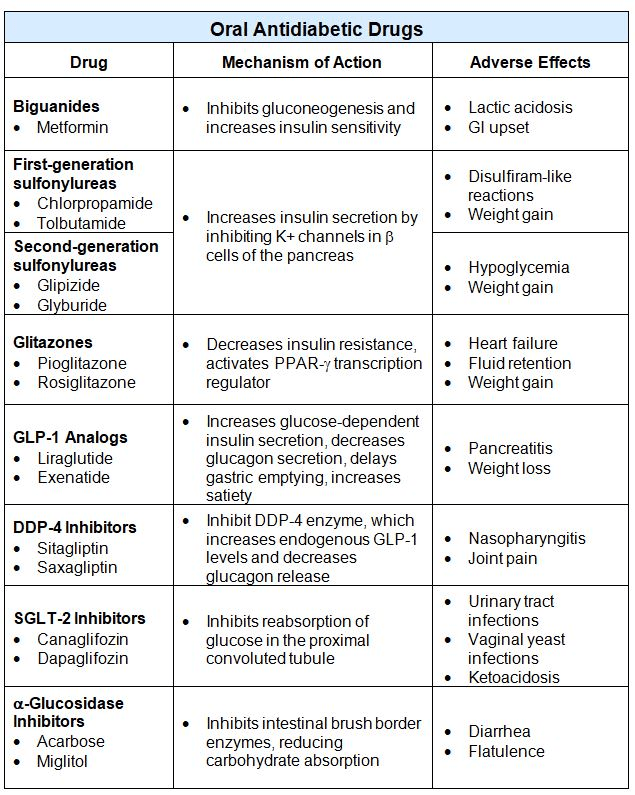 Oral Antidiabetic Drugs
Drug
Mechanism of Action
Adverse Effects
Biguanides
• Metformin
• Inhibits gluconeogenesis and
increases insulin sensitivity
• Lactic acidosis
• GI upset
First-generation
sulfonylureas
• Chlorpropamide
• Tolbutamide
• Increases insulin secretion by
inhibiting K+ channels in β
cells of the pancreas
• Disulfiram-like
reactions
• Weight gain
Second-generation
sulfonylureas
• Glipizide
• Glyburide
• Hypoglycemia
• Weight gain
Glitazones
• Pioglitazone
• Rosiglitazone
• Decreases insulin resistance,
activates PPAR-γ transcription
regulator
• Heart failure
• Fluid retention
• Weight gain
GLP-1 Analogs
• Liraglutide
• Exenatide
• Increases glucose-dependent
insulin secretion, decreases
glucagon secretion, delays
gastric emptying, increases
satiety
• Pancreatitis
• Weight loss
DDP-4 Inhibitors
• Sitagliptin
• Saxagliptin
• Inhibit DDP-4 enzyme, which
increases endogenous GLP-1
levels and decreases
glucagon release
• Nasopharyngitis
• Joint pain
SGLT-2 Inhibitors
• Canaglifozin
• Dapaglifozin
• Inhibits reabsorption of
glucose in the proximal
convoluted tubule
• Urinary tract
infections
• Vaginal yeast
infections
• Ketoacidosis
α-Glucosidase
Inhibitors
• Acarbose
• Miglitol
• Inhibits intestinal brush border
enzymes, reducing
carbohydrate absorption
• Diarrhea
• Flatulence